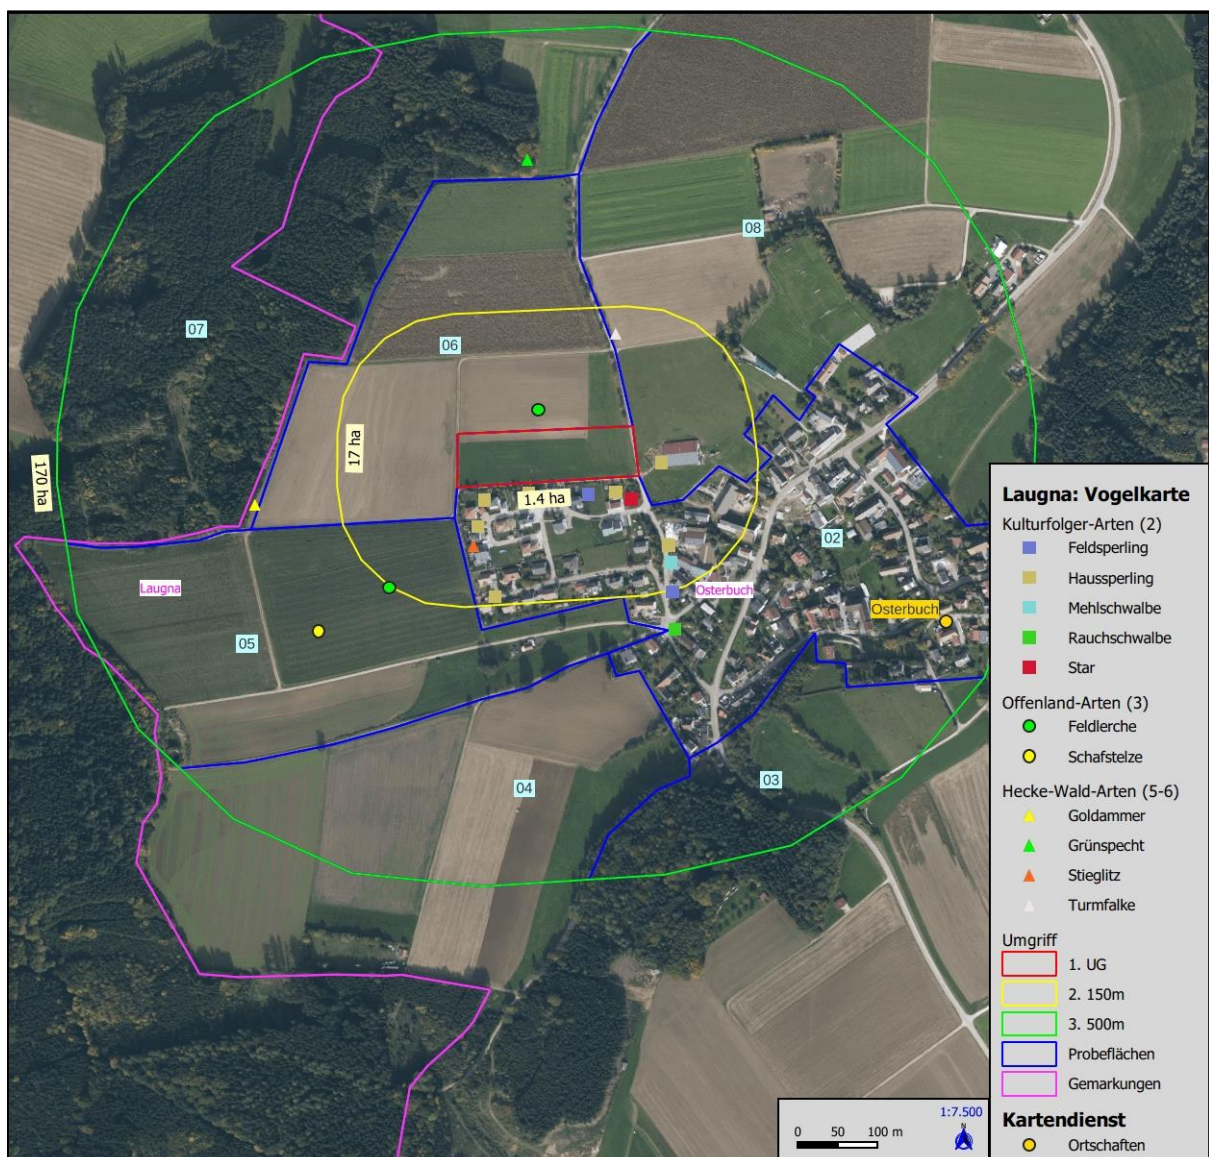 08
07
06
17 ha
170 ha
1.4 ha
02
Laugna
Osterbuch
Osterbuch
05
04
03
Laugna: Vogelkarte
Kulturfolger-Arten (2)
Feldsperling
Haussperling
Mehlschwalbe
Rauchschwalbe
Star
Offenland-Arten (3)
Feldlerche
Schafstelze
Hecke-Wald-Arten (5-6)
Goldammer
Grünspecht
Stieglitz
Turmfalke
Umgriff
1. UG
2. 150m
3. 500m
Probeflächen
Gemarkungen
Kartendienst
Ortschaften
1:7.500
N
0 50 100 m